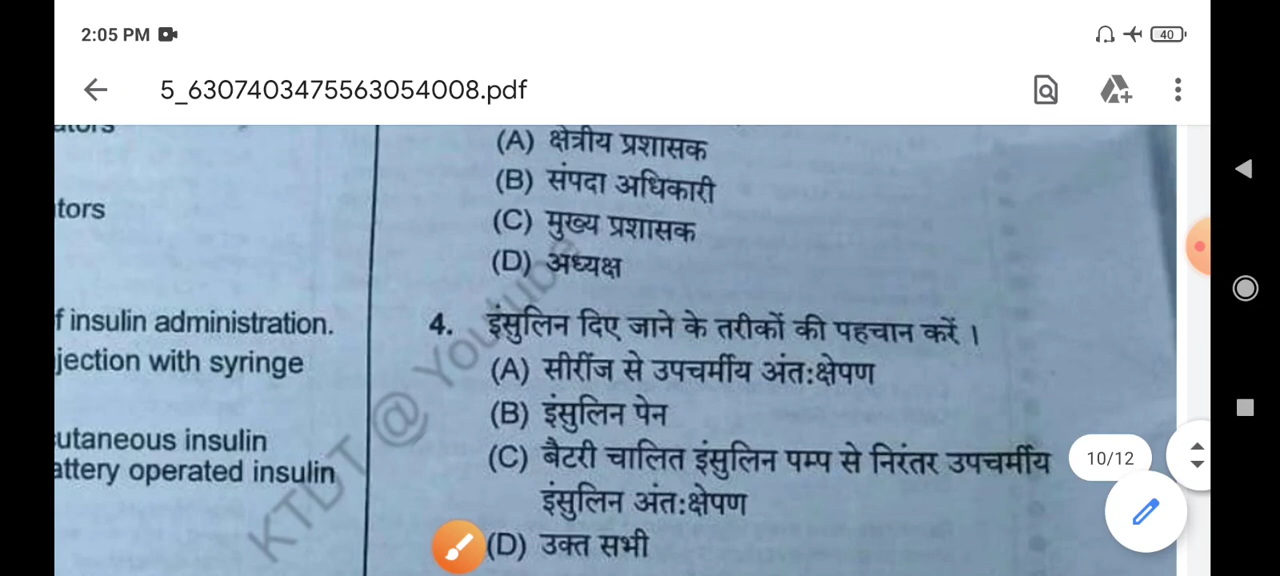 2:05 PM
40
5_6307403475563054008.pdf
(A) क्षेत्रीय प्रशासक
(B) संपदा अधिकारी
tors
(C) मुख्य प्रशासक
(D) अध्यक्ष
f insulin administration.
4. इंसुलिन दिए जाने के तरीकों की पहचान करें ।
jection with syringe
(A) सीरींज से उपचर्मीय अंत:क्षेपण
(B) इंसुलिन पेन
utaneous insulin
(C) बैटरी चालित इंसुलिन पम्प से निरंतर उपचर्मीय
10/12
attery operated insulin
इंसुलिन अंत:क्षेपण
(D) उक्त सभी
KTDT @ Youtube